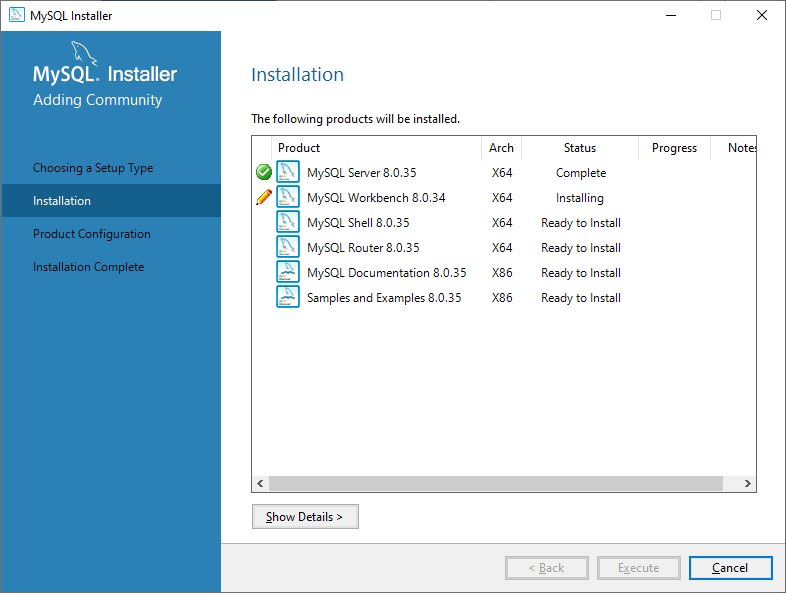 MySQL Installer
MySQL. Installer
Adding Community
Choosing a Setup Type
Installation
Product Configuration
Installation Complete
Installation
The following products will be installed.
Product Arch Status Progress Notes
MySQL Server 8.0.35 X64 Complete
MySQL Workbench 8.0.34 X64 Installing
MySQL Shell 8.0.35 X64 Ready to Install
MySQL Router 8.0.35 X64 Ready to Install
MySQL Documentation 8.0.35 X86 Ready to Install
Samples and Examples 8.0.35 X86 Ready to Install
Show Details >
< Back Execute Cancel